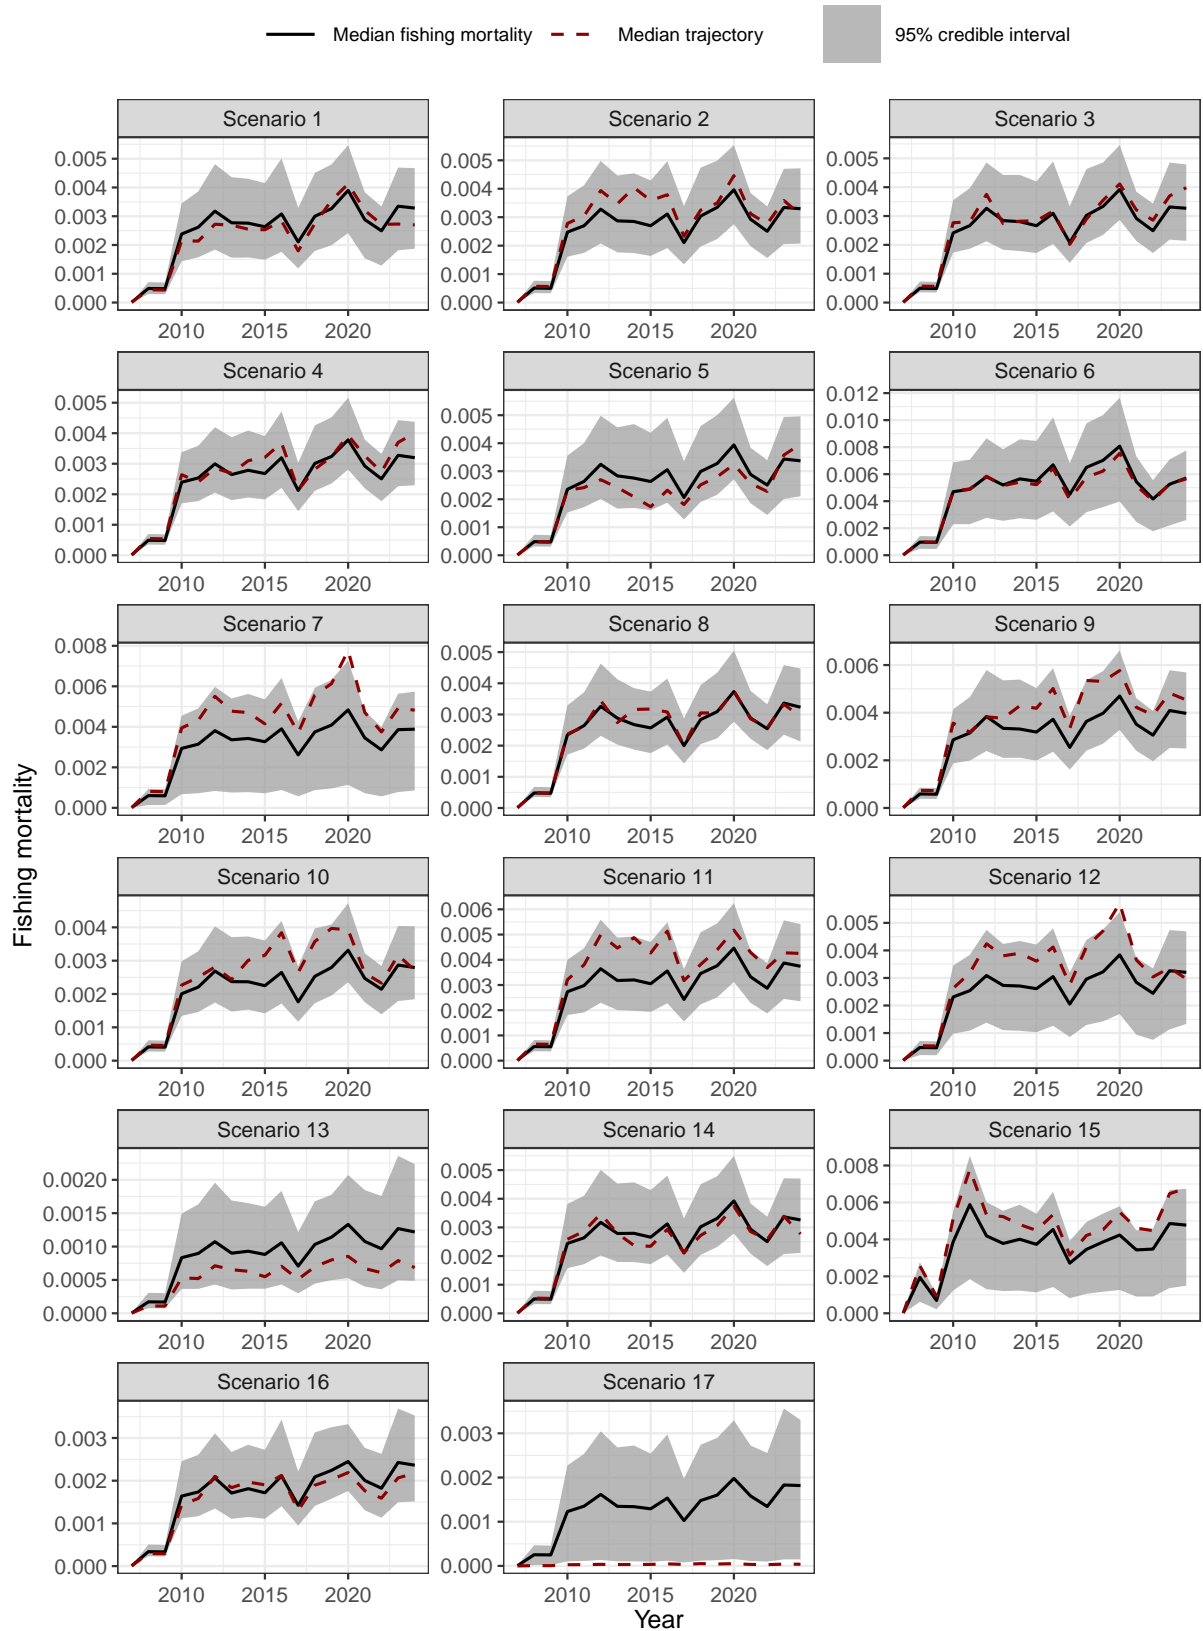 Median fishing mortality Median trajectory 95% credible interval
Scenario 1 Scenario 2 Scenario 3
0.005 0.005 0.005
0.004 0.004 0.004
0.003 0.003 0.003
0.002 0.002 0.002
0.001 0.001 0.001
0.000 0.000 0.000
2010 2015 2020 2010 2015 2020 2010 2015 2020
Scenario 4 Scenario 5 Scenario 6
0.005 0.005 0.012
0.004 0.004 0.010
0.003 0.003 0.008
0.002 0.002 0.006
0.001 0.001 0.004
0.000 0.000 0.002
0.000
2010 2015 2020 2010 2015 2020 2010 2015 2020
Scenario 7 Scenario 8 Scenario 9
0.008 0.005 0.006
0.006 0.004 0.004
0.004 0.003 0.002
0.002 0.002 0.000
0.000 0.001
0.000
2010 2015 2020 2010 2015 2020 2010 2015 2020
Fishing mortality
Scenario 10 Scenario 11 Scenario 12
0.004 0.006 0.005
0.003 0.005 0.004
0.002 0.004 0.003
0.001 0.003 0.002
0.000 0.002 0.001
0.001 0.000
0.000
2010 2015 2020 2010 2015 2020 2010 2015 2020
Scenario 13 Scenario 14 Scenario 15
0.0020 0.005 0.008
0.0015 0.004 0.006
0.0010 0.003 0.004
0.0005 0.002 0.002
0.0000 0.001 0.000
0.000
2010 2015 2020 2010 2015 2020 2010 2015 2020
Scenario 16 Scenario 17
0.003 0.003
0.002 0.002
0.001 0.001
0.000 0.000
2010 2015 2020 2010 2015 2020
Year